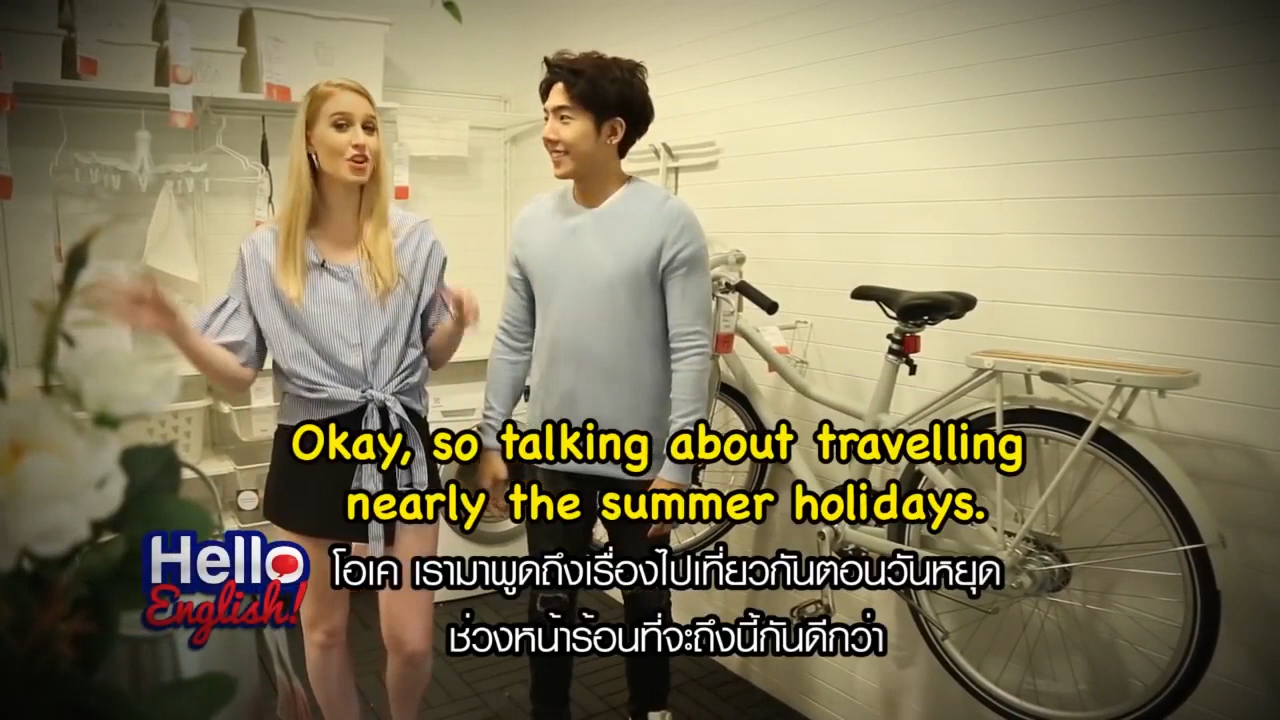 Okay, so talking about travelling
nearly the summer holidays.
Hello
English!
โอเค เรามาพูดถึงเรื่องไปเที่ยวกันตอนวันหยุด
ช่วงหน้าร้อนที่จะถึงนี้กันดีกว่า